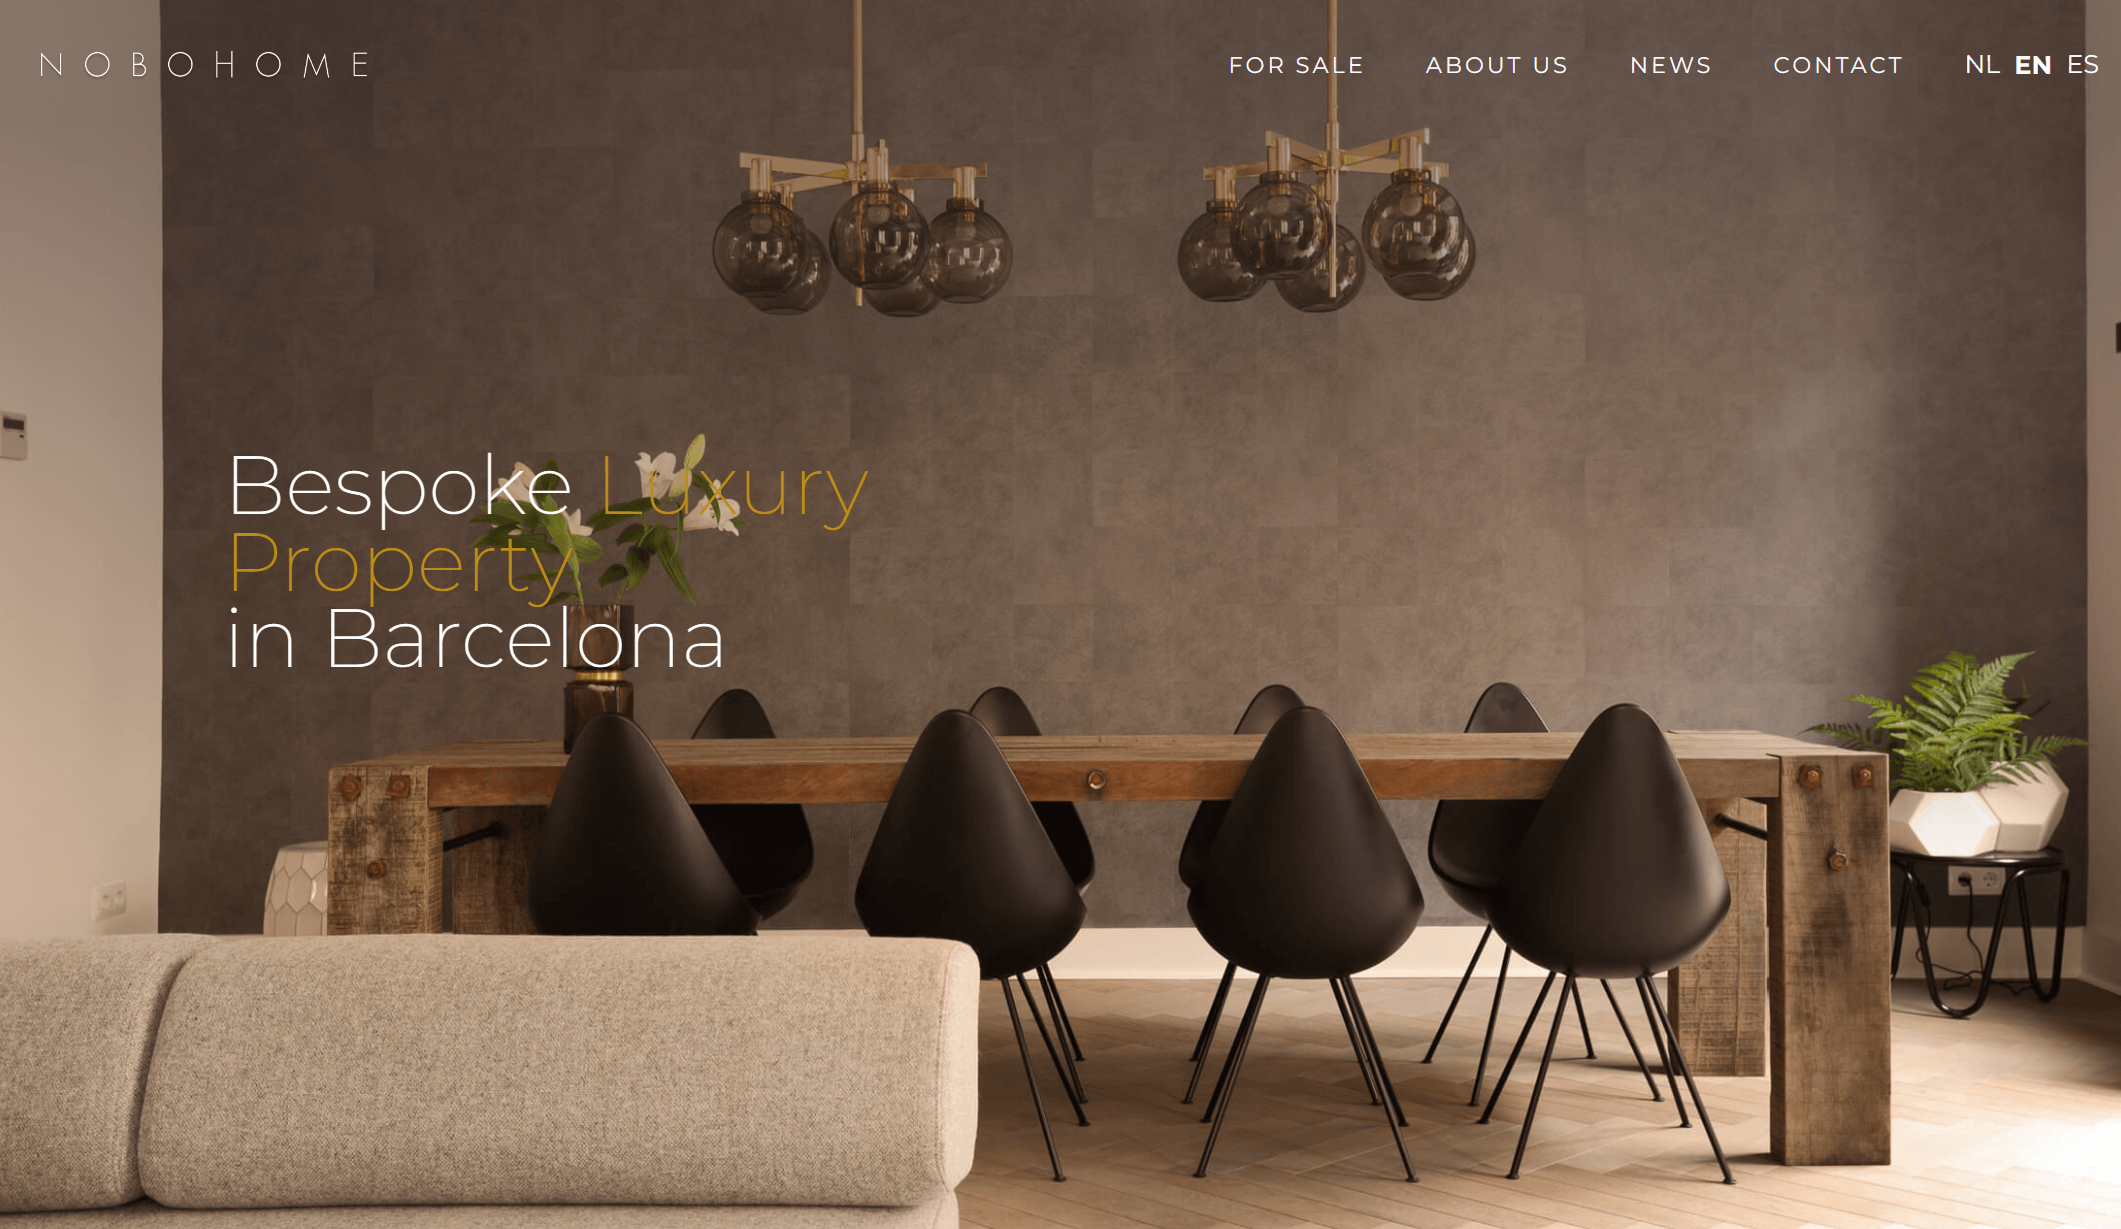 NOBOHOME
FOR SALE ABOUT US NEWS CONTACT NL EN ES
Bespoke Luxury
Property
in Barcelona